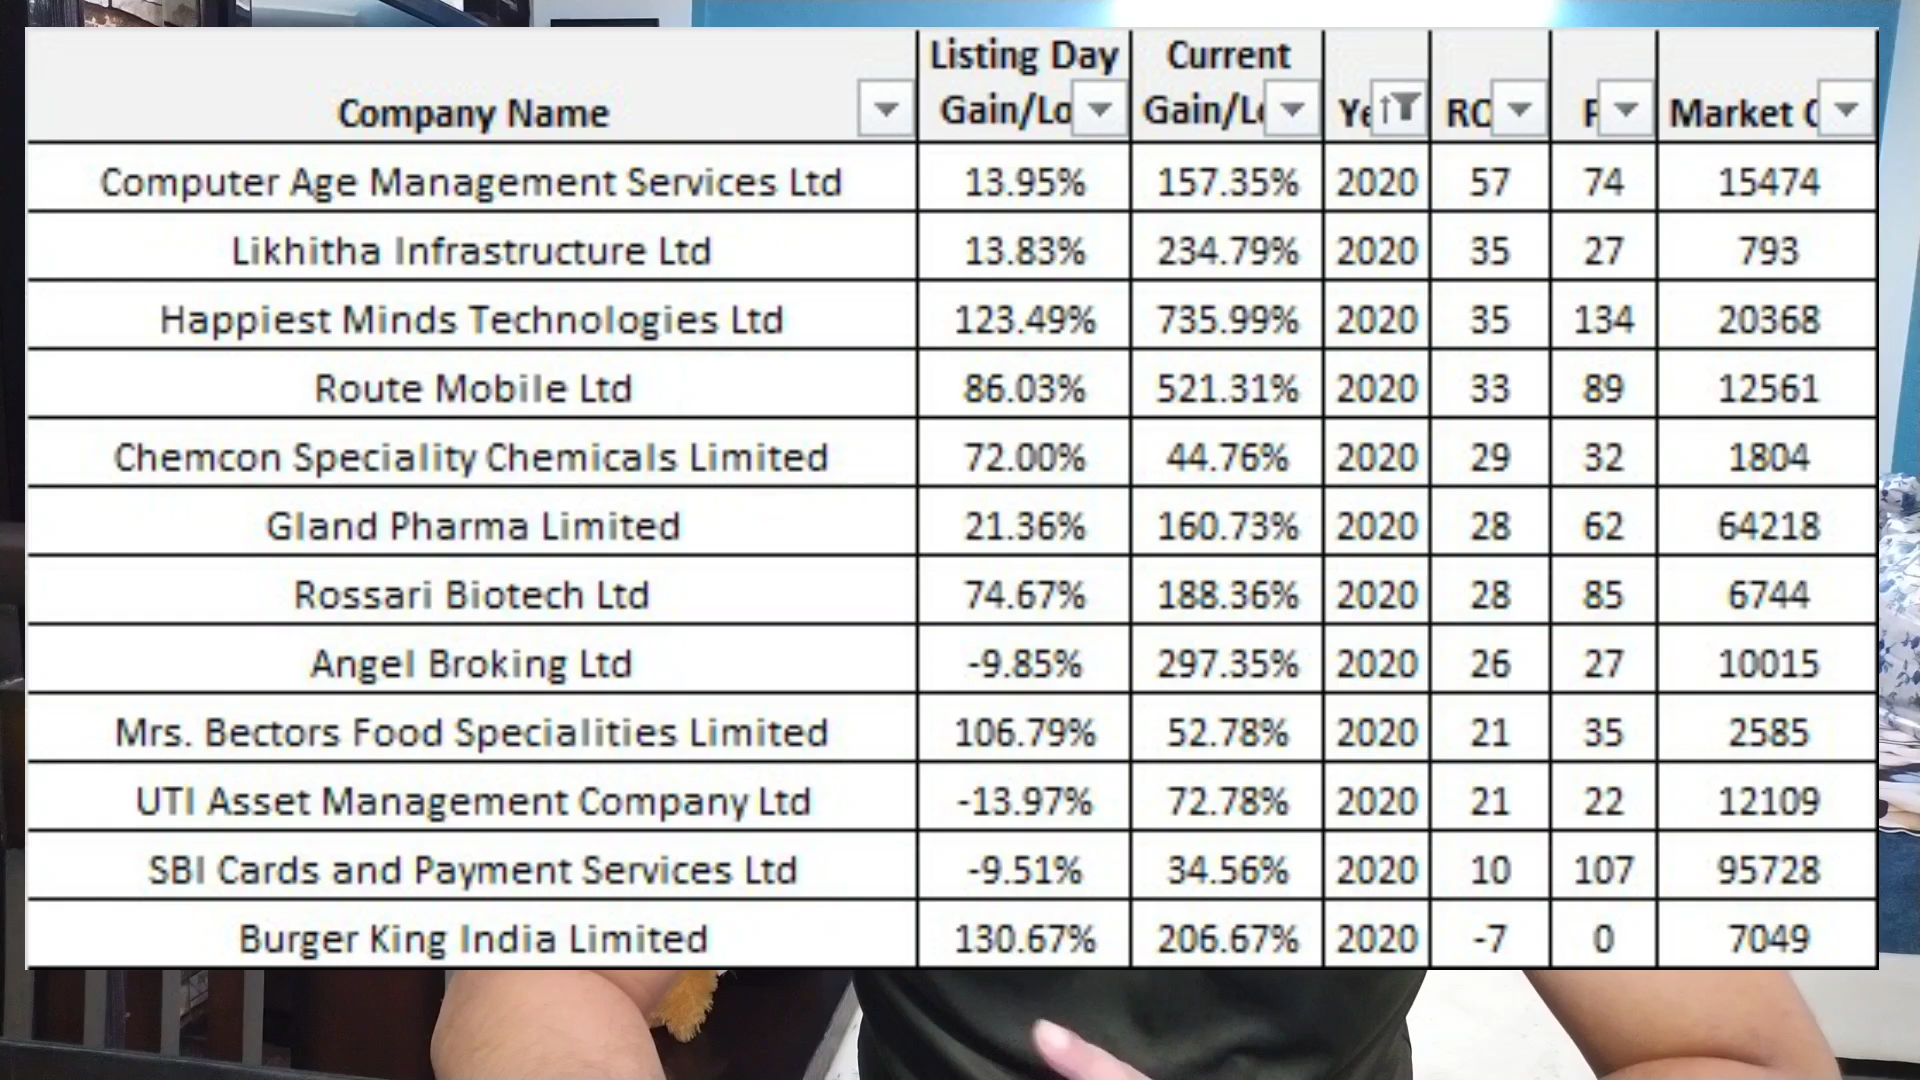 Company Name Listing Day Gain/Lo Current Gain/L Ye RO P Market C
Computer Age Management Services Ltd 13.95% 157.35% 2020 57 74 15474
Likhitha Infrastructure Ltd 13.83% 234.79% 2020 35 27 793
Happiest Minds Technologies Ltd 123.49% 735.99% 2020 35 134 20368
Route Mobile Ltd 86.03% 521.31% 2020 33 89 12561
Chemcon Speciality Chemicals Limited 72.00% 44.76% 2020 29 32 1804
Gland Pharma Limited 21.36% 160.73% 2020 28 62 64218
Rossari Biotech Ltd 74.67% 188.36% 2020 28 85 6744
Angel Broking Ltd -9.85% 297.35% 2020 26 27 10015
Mrs. Bectors Food Specialities Limited 106.79% 52.78% 2020 21 35 2585
UTI Asset Management Company Ltd -13.97% 72.78% 2020 21 22 12109
SBI Cards and Payment Services Ltd -9.51% 34.56% 2020 10 107 95728
Burger King India Limited 130.67% 206.67% 2020 -7 0 7049